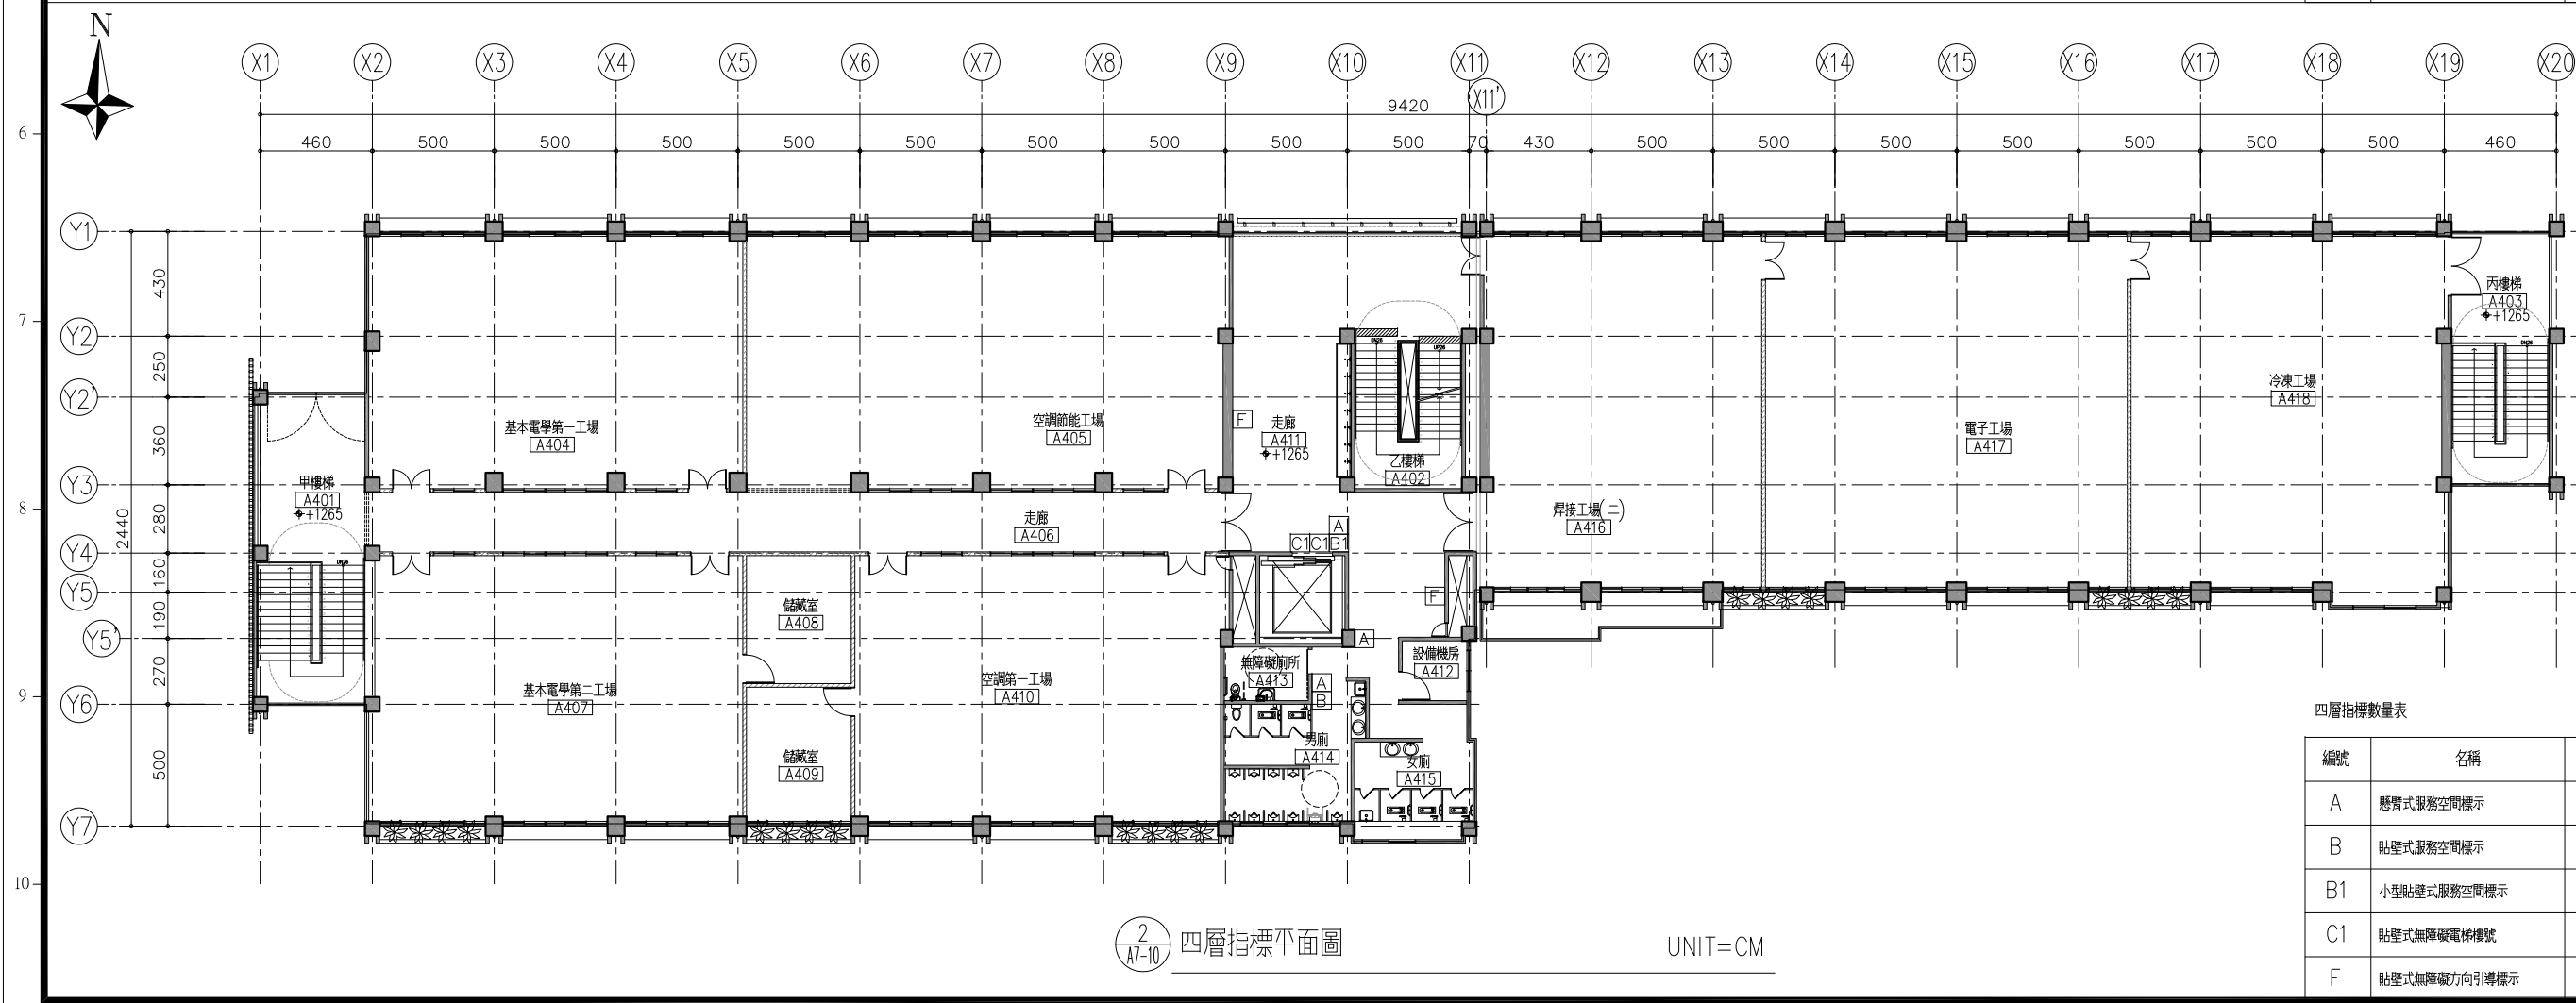 N
X1 X2 X3 X4 X5 X6 X7 X8 X9 X10 X11 X12 X13 X14 X15 X16 X17 X18 X19 X20
X11'
9420
6
460 500 500 500 500 500 500 500 500 500 70 430 500 500 500 500 500 500 500 460
Y1
430
7
Y2
250
Y2'
360
Y3
8
2440
280
Y4
160
Y5
190
Y5'
270
9
Y6
500
Y7
10
丙樓梯
A403
+1265
DN26
UP26
冷凍工場
A418
基本電學第一工場
A404
空調節能工場
A405
F
走廊
A411
+1265
電子工場
A417
乙樓梯
A402
甲樓梯
A401
+1265
走廊
A406
焊接工場(二)
A416
A
C1 C1 B1
DN26
F
儲藏室
A408
A
無障礙廁所
A413
設備機房
A412
A
B
基本電學第二工場
A407
空調第一工場
A410
儲藏室
A409
男廁
A414
女廁
A415
四層指標數量表
編號 名稱
A 懸臂式服務空間標示
B 貼壁式服務空間標示
B1 小型貼壁式服務空間標示
C1 貼壁式無障礙電梯樓號
F 貼壁式無障礙方向引導標示
2
A7-10
四層指標平面圖
UNIT=CM